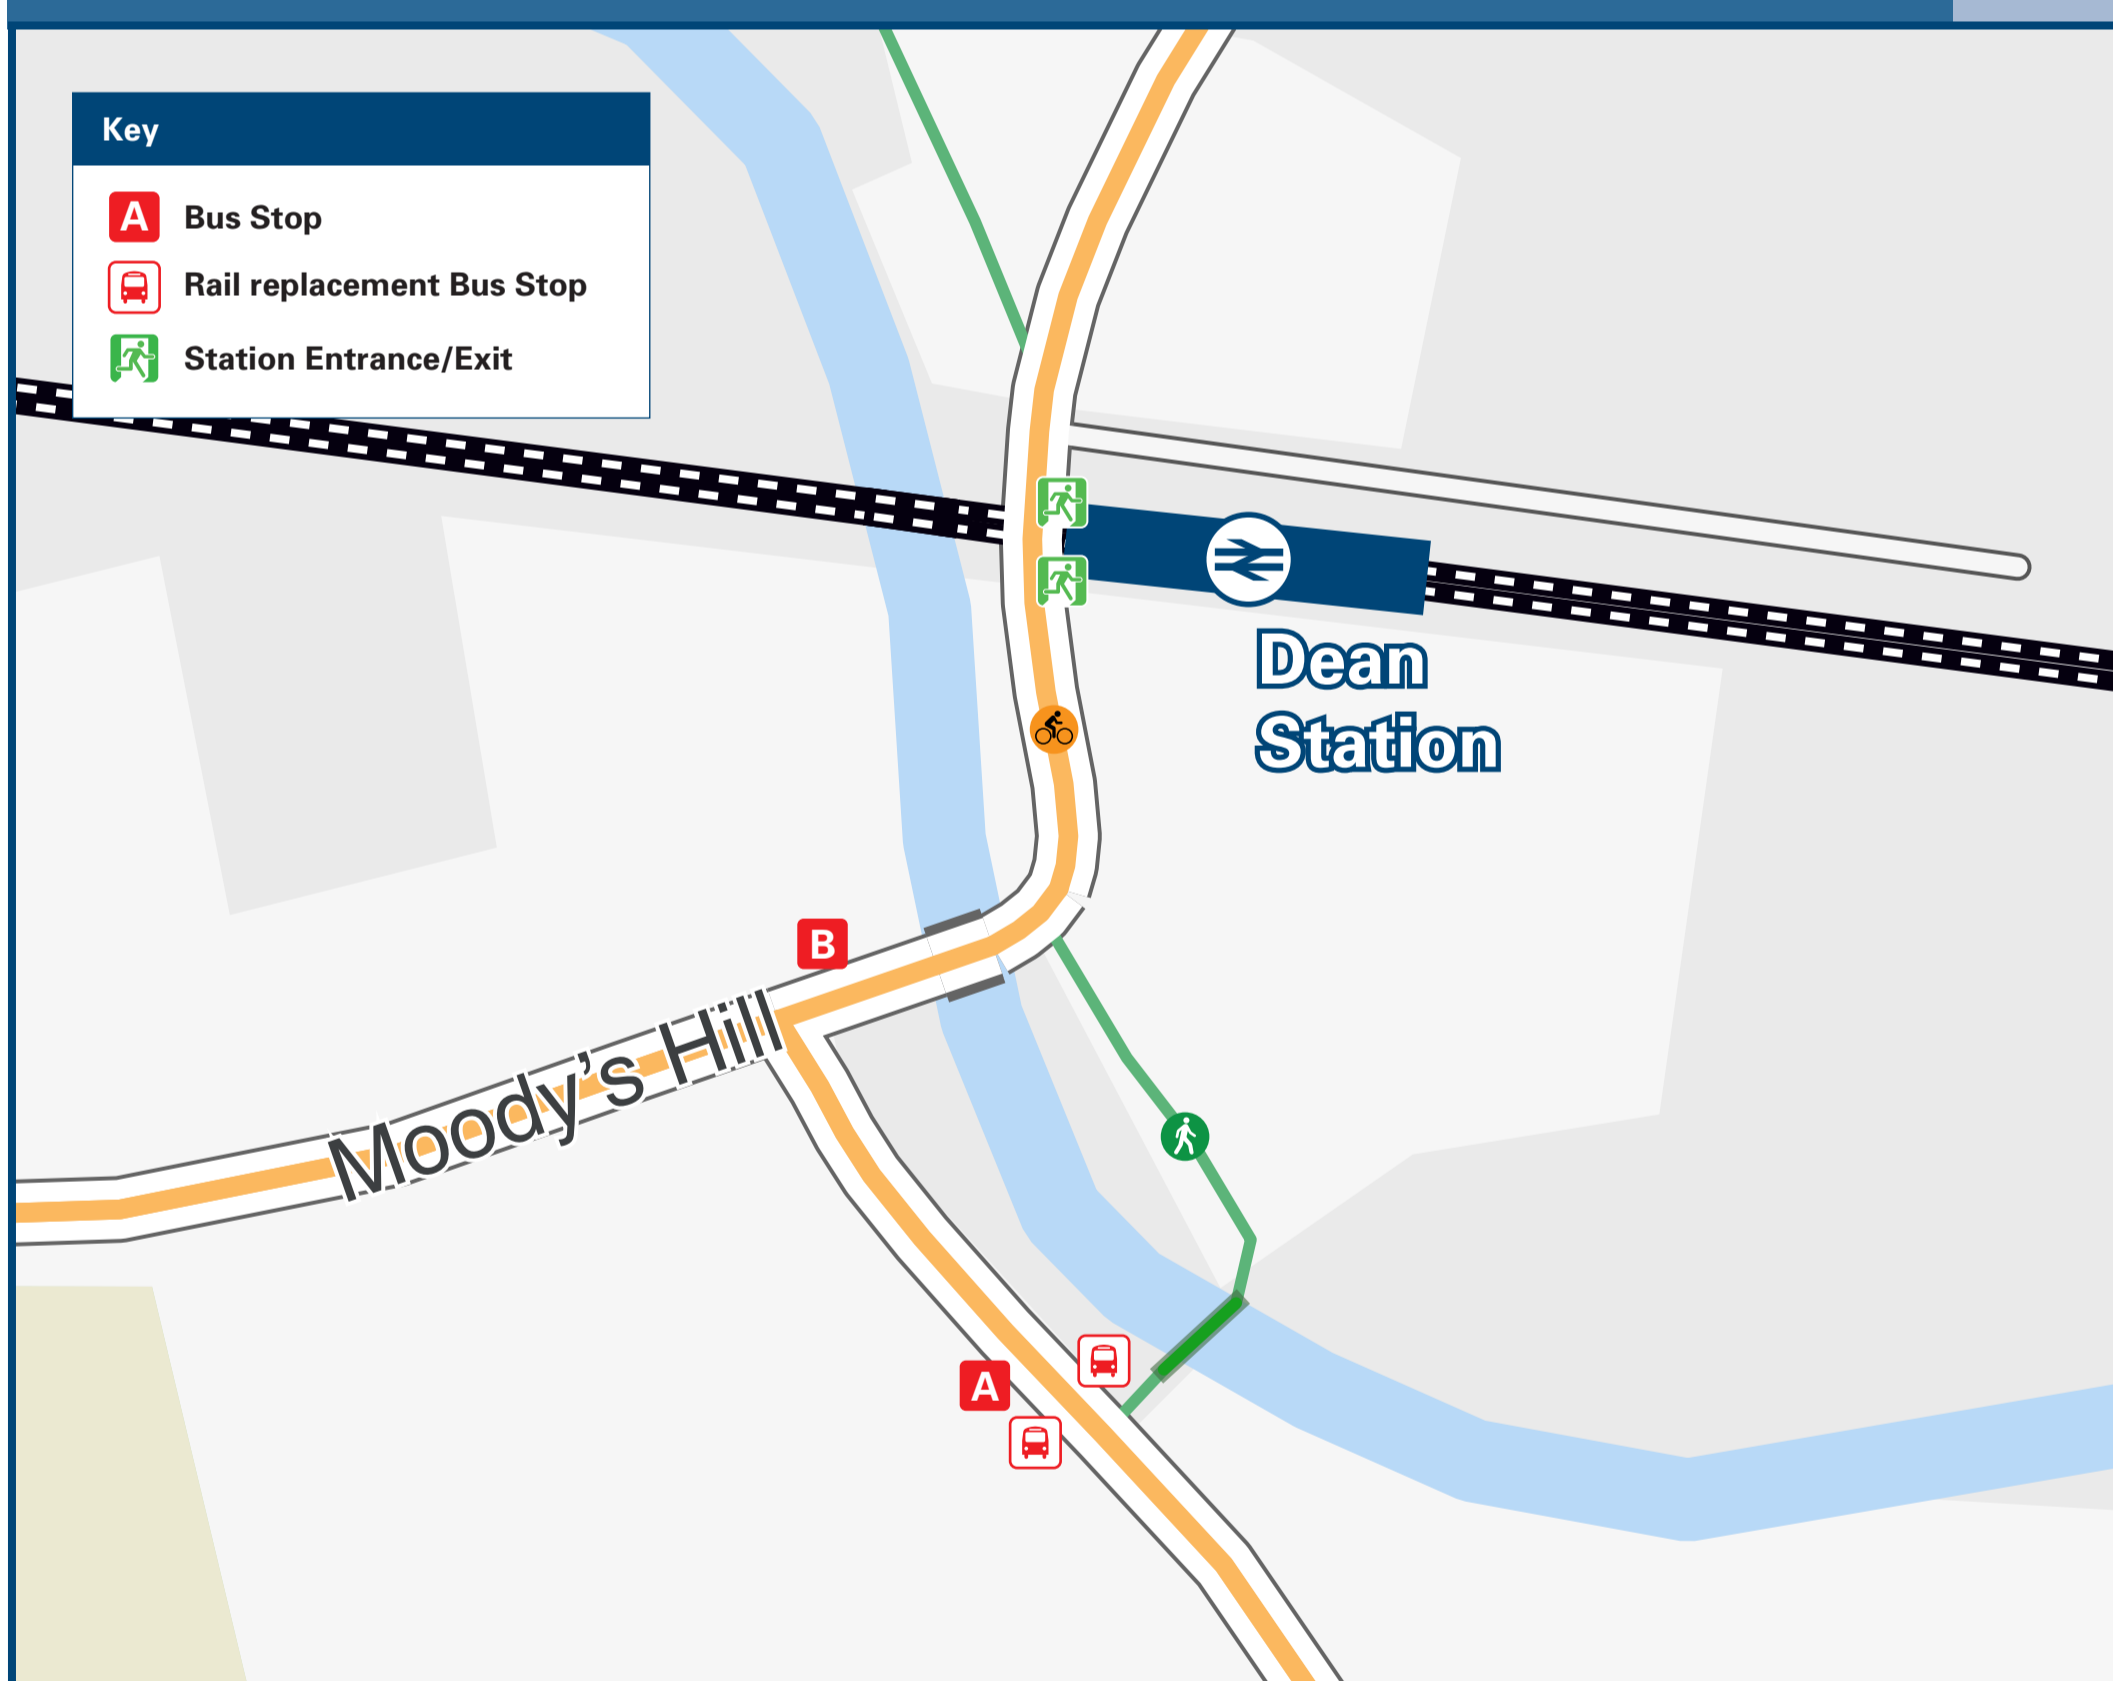 Key
A Bus Stop
Rail replacement Bus Stop
Station Entrance/Exit
Dean
Station
B
Moody's Hill
A